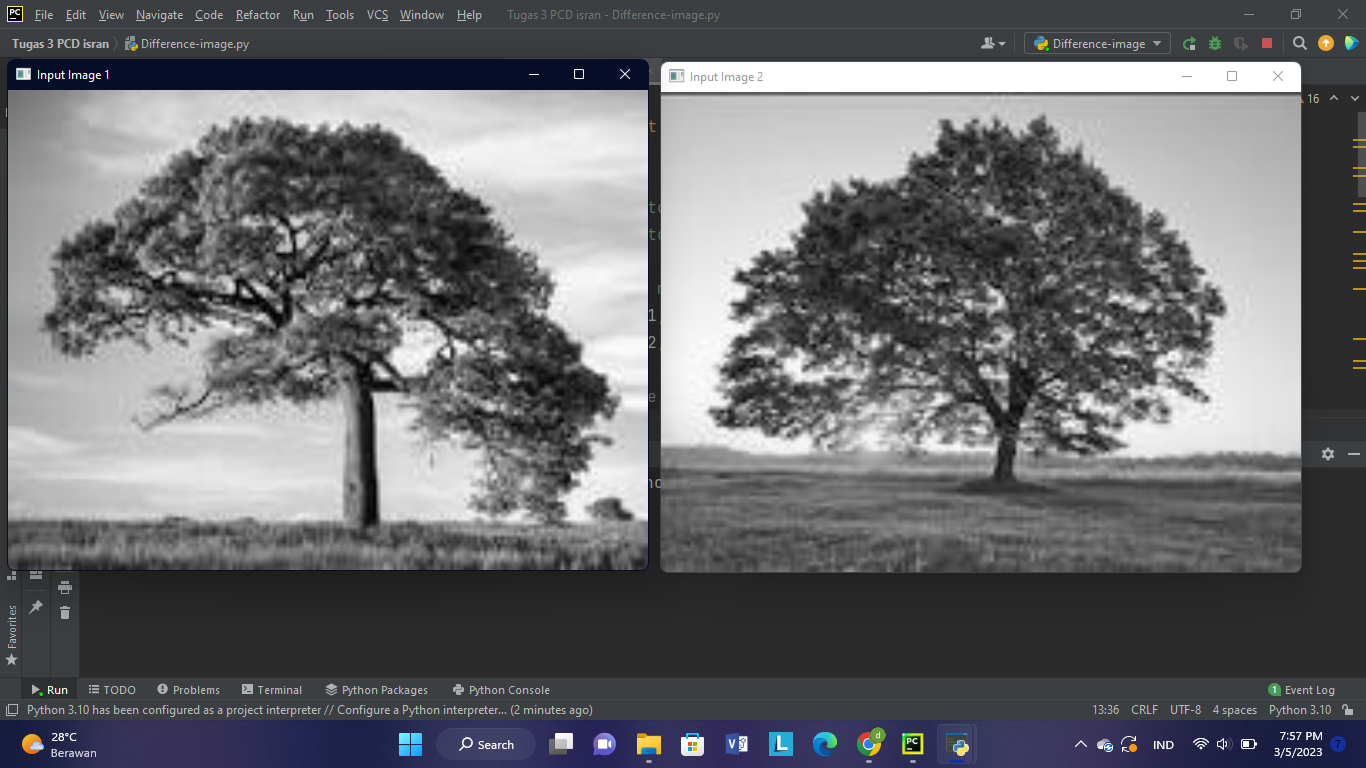 PC File Edit View Navigate Code Refactor Run Tools VCS Window Help Tugas 3 PCD isran - Difference-image.py
Tugas 3 PCD isran Difference-image.py Difference-image
Input Image 1
Input Image 2
16
Favorites
Run TODO Problems Terminal Python Packages Python Console 1 Event Log
Python 3.10 has been configured as a project interpreter // Configure a Python interpreter... (2 minutes ago) 13:36 CRLF UTF-8 4 spaces Python 3.10
28°C
Berawan
Search
IND
7:57 PM
3/5/2023
7